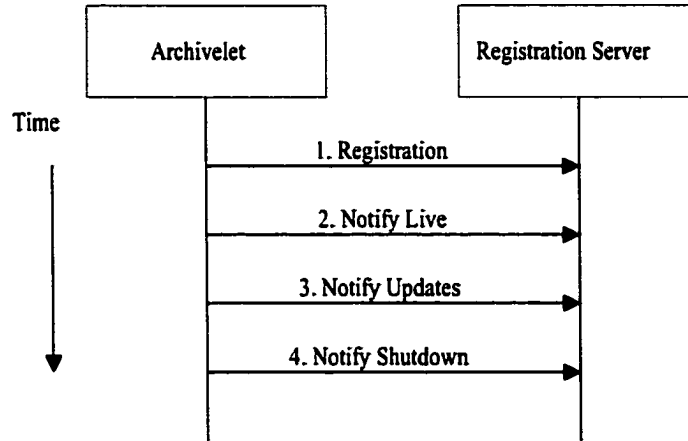 Archivelet
Registration Server
Time
1. Registration
2. Notify Live
3. Notify Updates
4. Notify Shutdown